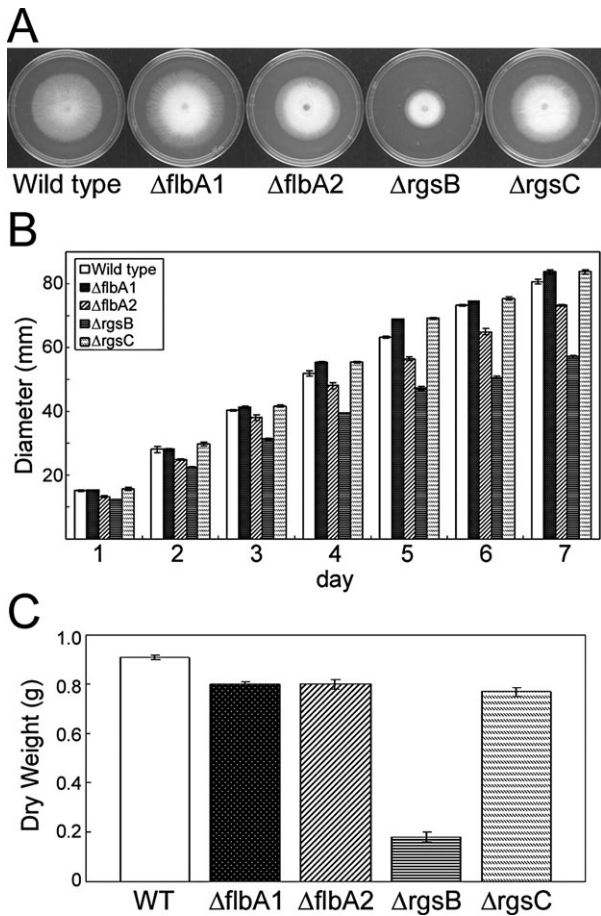 A
Wild type ΔflbA1 ΔflbA2 ΔrgsB ΔrgsC
B
Wild type
ΔflbA1
ΔflbA2
ΔrgsB
ΔrgsC
Diameter (mm)
80
60
40
20
1 2 3 4 5 6 7
day
C
Dry Weight (g)
1.0
0.8
0.6
0.4
0.2
0
WT ΔflbA1 ΔflbA2 ΔrgsB ΔrgsC